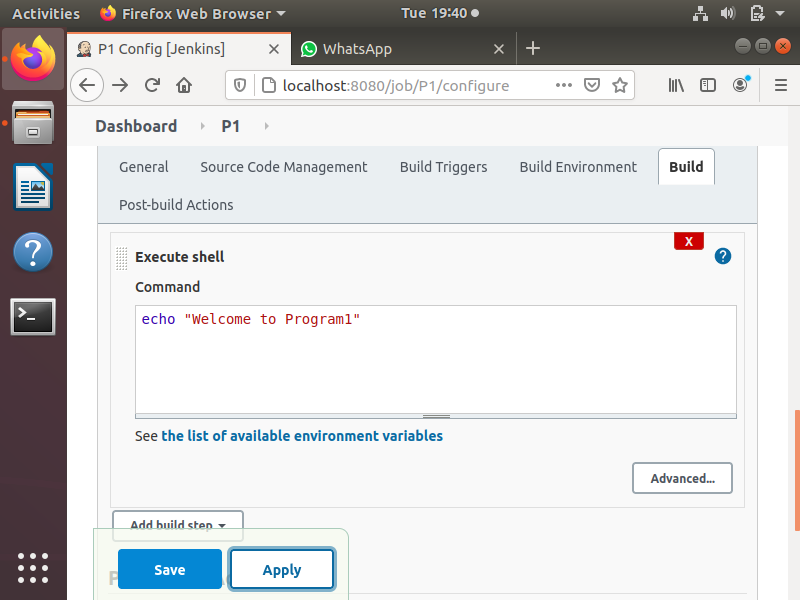 Activities Firefox Web Browser Tue 19:40
P1 Config [Jenkins] WhatsApp
localhost:8080/job/P1/configure
Dashboard P1
General Source Code Management Build Triggers Build Environment Build
Post-build Actions
X
Execute shell
Command
echo "Welcome to Program1"
See the list of available environment variables
Advanced...
Add build step
Save Apply